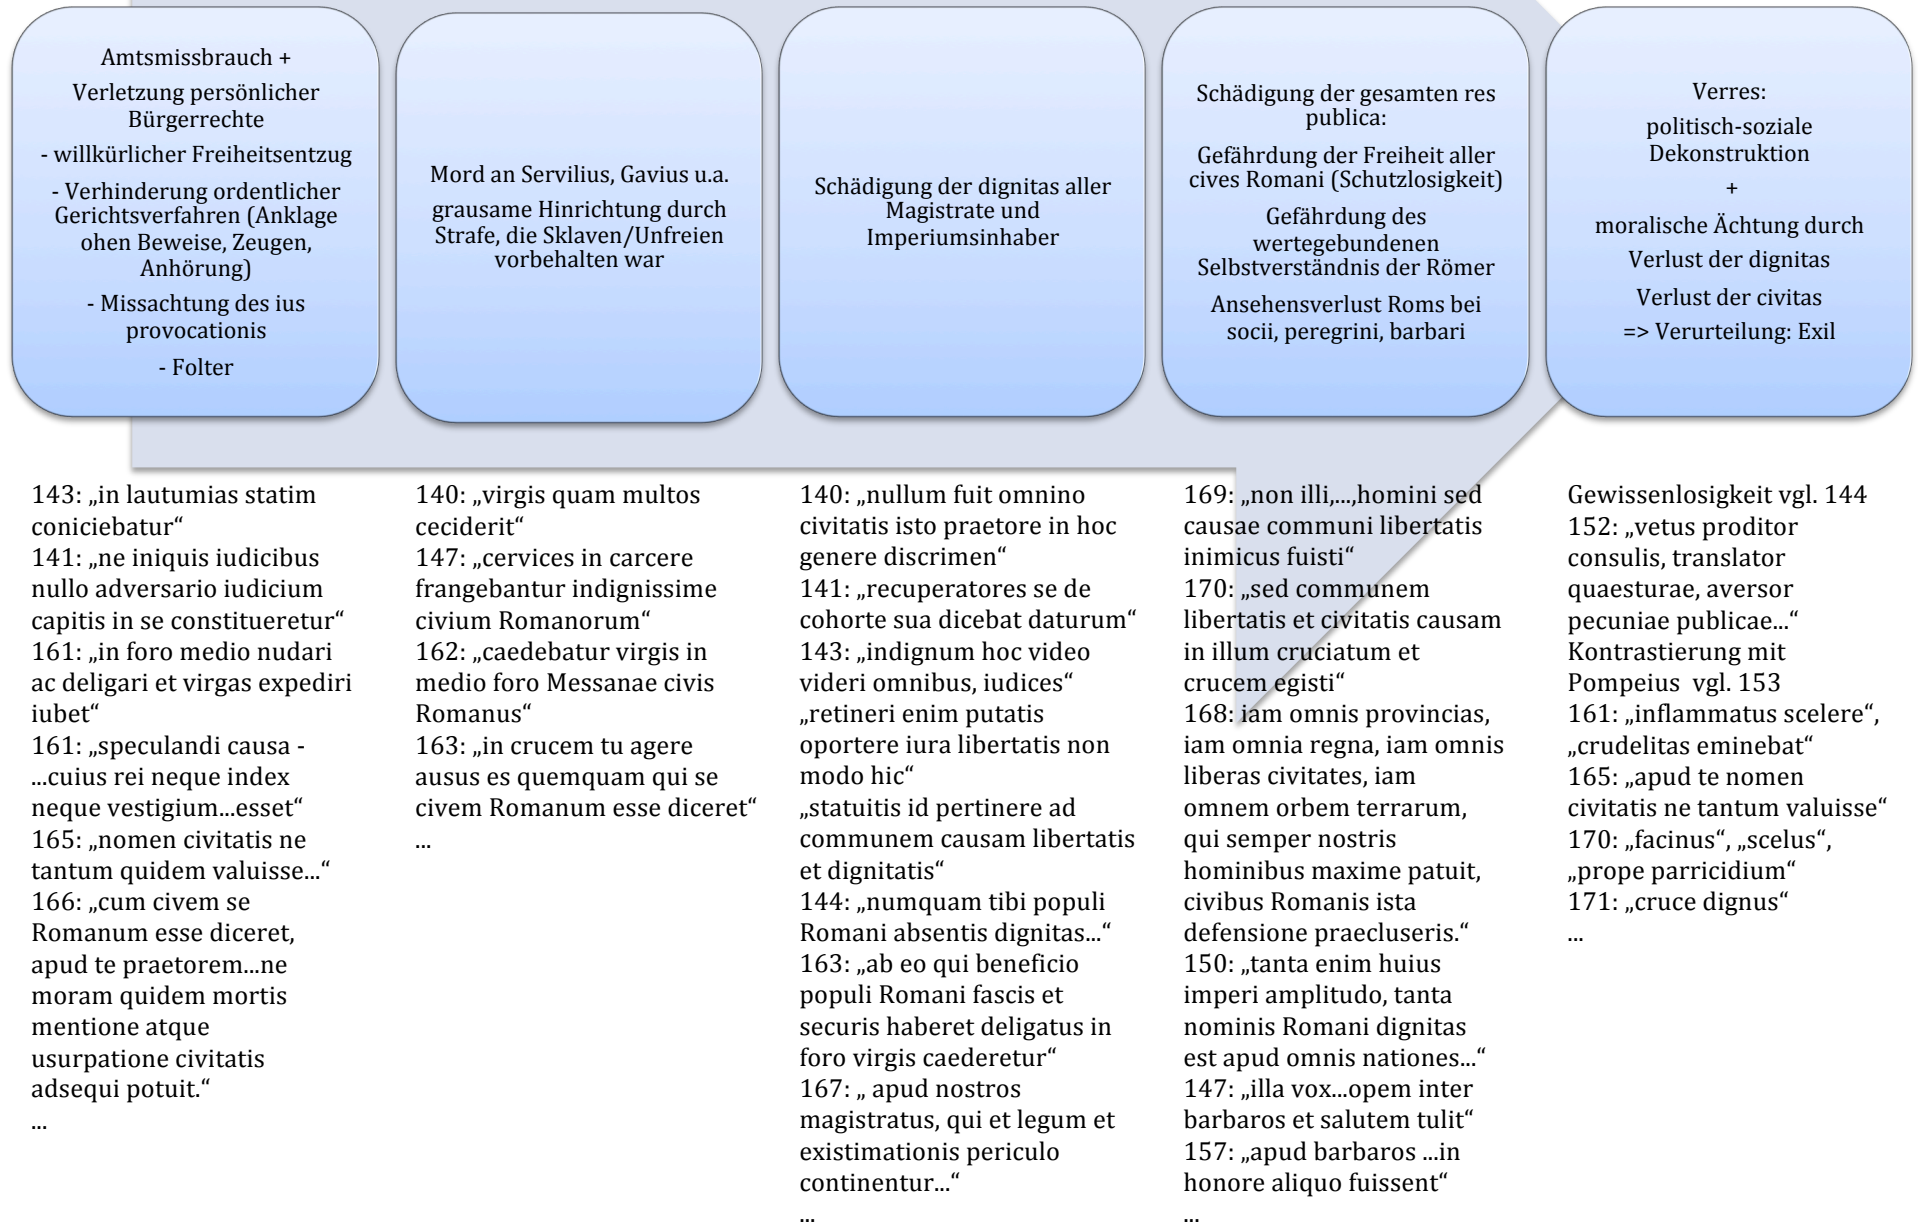 Amtsmissbrauch +
Verletzung persönlicher
Bürgerrechte
- willkürlicher Freiheitsentzug
- Verhinderung ordentlicher
Gerichtsverfahren (Anklage
ohen Beweise, Zeugen,
Anhörung)
- Missachtung des ius
provocationis
- Folter
Mord an Servilius, Gavius u.a.
grausame Hinrichtung durch
Strafe, die Sklaven/Unfreien
vorbehalten war
Schädigung der dignitas aller
Magistrate und
Imperiumsinhaber
Schädigung der gesamten res
publica:
Gefährdung der Freiheit aller
cives Romani (Schutzlosigkeit)
Gefährdung des
wertegebundenen
Selbstverständnis der Römer
Ansehensverlust Roms bei
socii, peregrini, barbari
Verres:
politisch-soziale
Dekonstruktion
+
moralische Ächtung durch
Verlust der dignitas
Verlust der civitas
=> Verurteilung: Exil
143: „in lautumias statim
coniciebatur“
141: „ne iniquis iudicibus
nullo adversario iudicium
capitis in se constitueretur“
161: „in foro medio nudari
ac deligari et virgas expediri
iubet“
161: „speculandi causa -
...cuius rei neque index
neque vestigium...esset“
165: „nomen civitatis ne
tantum quidem valuisse...“
166: „cum civem se
Romanum esse diceret,
apud te praetorem...ne
moram quidem mortis
mentione atque
usurpatione civitatis
adsequi potuit.“
...
140: „virgis quam multos
ceciderit“
147: „cervices in carcere
frangebantur indignissime
civium Romanorum“
162: „caedebatur virgis in
medio foro Messanae civis
Romanus“
163: „in crucem tu agere
ausus es quemquam qui se
civem Romanum esse diceret“
...
140: „nullum fuit omnino
civitatis isto praetore in hoc
genere discrimen“
141: „recuperatores se de
cohorte sua dicebat daturum“
143: „indignum hoc video
videri omnibus, iudices“
„retineri enim putatis
oportere iura libertatis non
modo hic“
„statuitis id pertinere ad
communem causam libertatis
et dignitatis“
144: „numquam tibi populi
Romani absentis dignitas...“
163: „ab eo qui beneficio
populi Romani fascis et
securis haberet deligatus in
foro virgis caederetur“
167: „ apud nostros
magistratus, qui et legum et
existimationis periculo
continentur...“
...
169: „non illi,...,homini sed
causae communi libertatis
inimicus fuisti“
170: „sed communem
libertatis et civitatis causam
in illum cruciatum et
crucem egisti“
168: iam omnis provincias,
iam omnia regna, iam omnis
liberas civitates, iam
omnem orbem terrarum,
qui semper nostris
hominibus maxime patuit,
civibus Romanis ista
defensione praecluseris.“
150: „tanta enim huius
imperi amplitudo, tanta
nominis Romani dignitas
est apud omnis nationes...“
147: „illa vox...opem inter
barbaros et salutem tulit“
157: „apud barbaros ...in
honore aliquo fuissent“
...
Gewissenlosigkeit vgl. 144
152: „vetus proditor
consulis, translator
quaesturae, aversor
pecuniae publicae...“
Kontrastierung mit
Pompeius  vgl. 153
161: „inflammatus scelere“,
„crudelitas eminebat“
165: „apud te nomen
civitatis ne tantum valuisse“
170: „facinus“, „scelus“,
„prope parricidium“
171: „cruce dignus“
...